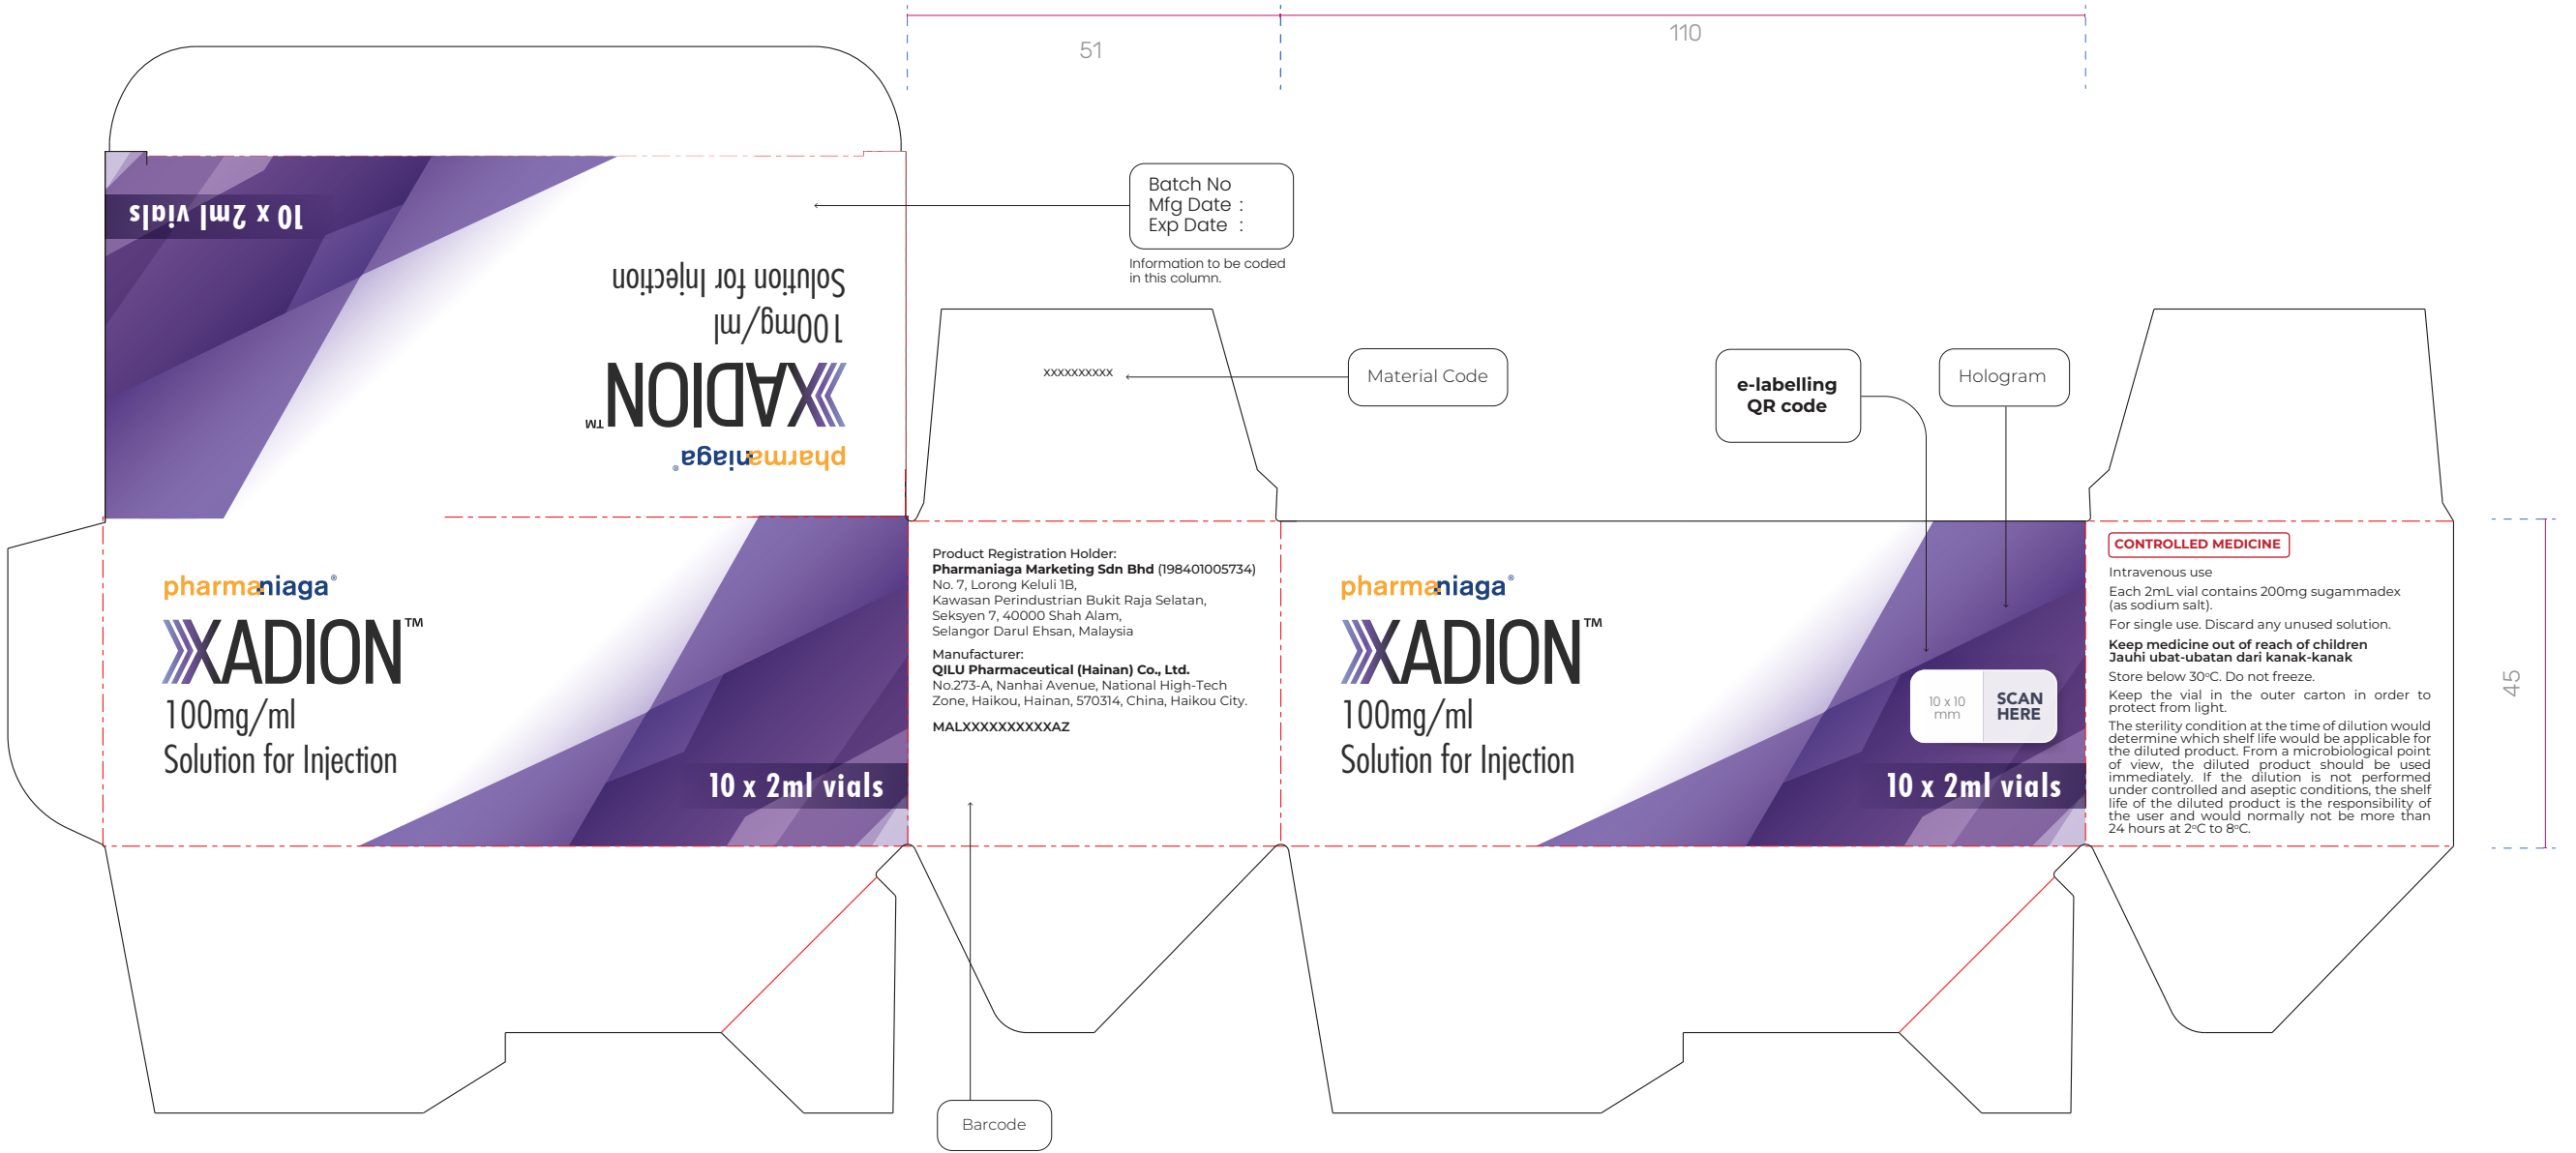 51
110
Batch No
Mfg Date :
Exp Date :
Information to be coded
in this column.
10 x 2ml vials
Solution for Injection
100mg/ml
XADION™
pharmaniaga®
xxxxxxxxxx
Material Code
e-labelling
QR code
Hologram
pharmaniaga®
XADION™
100mg/ml
Solution for Injection
10 x 2ml vials
Product Registration Holder:
Pharmaniaga Marketing Sdn Bhd (198401005734)
No. 7, Lorong Keluli 1B,
Kawasan Perindustrian Bukit Raja Selatan,
Seksyen 7, 40000 Shah Alam,
Selangor Darul Ehsan, Malaysia
Manufacturer:
QILU Pharmaceutical (Hainan) Co., Ltd.
No.273-A, Nanhai Avenue, National High-Tech
Zone, Haikou, Hainan, 570314, China, Haikou City.
MALXXXXXXXXXXAZ
Barcode
pharmaniaga®
XADION™
100mg/ml
Solution for Injection
10 x 10
mm
SCAN
HERE
10 x 2ml vials
CONTROLLED MEDICINE
Intravenous use
Each 2mL vial contains 200mg sugammadex
(as sodium salt).
For single use. Discard any unused solution.
Keep medicine out of reach of children
Jauhi ubat-ubatan dari kanak-kanak
Store below 30°C. Do not freeze.
Keep the vial in the outer carton in order to
protect from light.
The sterility condition at the time of dilution would
determine which shelf life would be applicable for
the diluted product. From a microbiological point
of view, the diluted product should be used
immediately. If the dilution is not performed
under controlled and aseptic conditions, the shelf
life of the diluted product is the responsibility of
the user and would normally not be more than
24 hours at 2°C to 8°C.
45